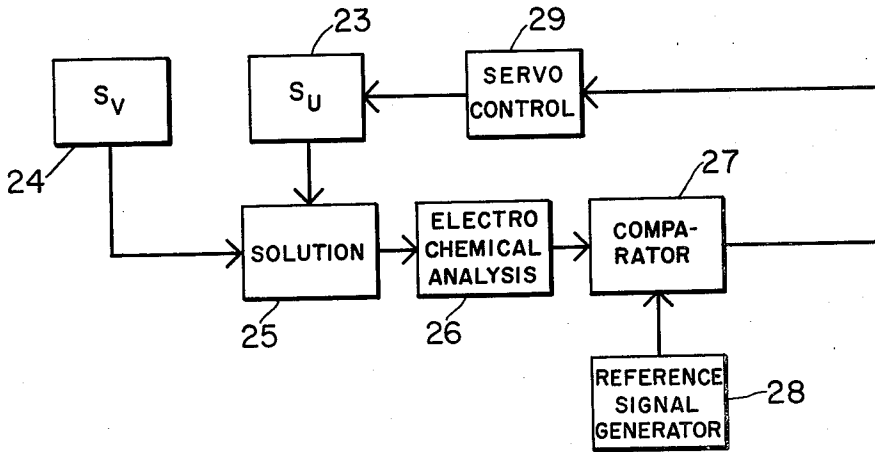 23
29
S_V
S_U
SERVO
CONTROL
24
27
SOLUTION
ELECTRO
CHEMICAL
ANALYSIS
COMPA-
RATOR
25
26
REFERENCE
SIGNAL
GENERATOR
28